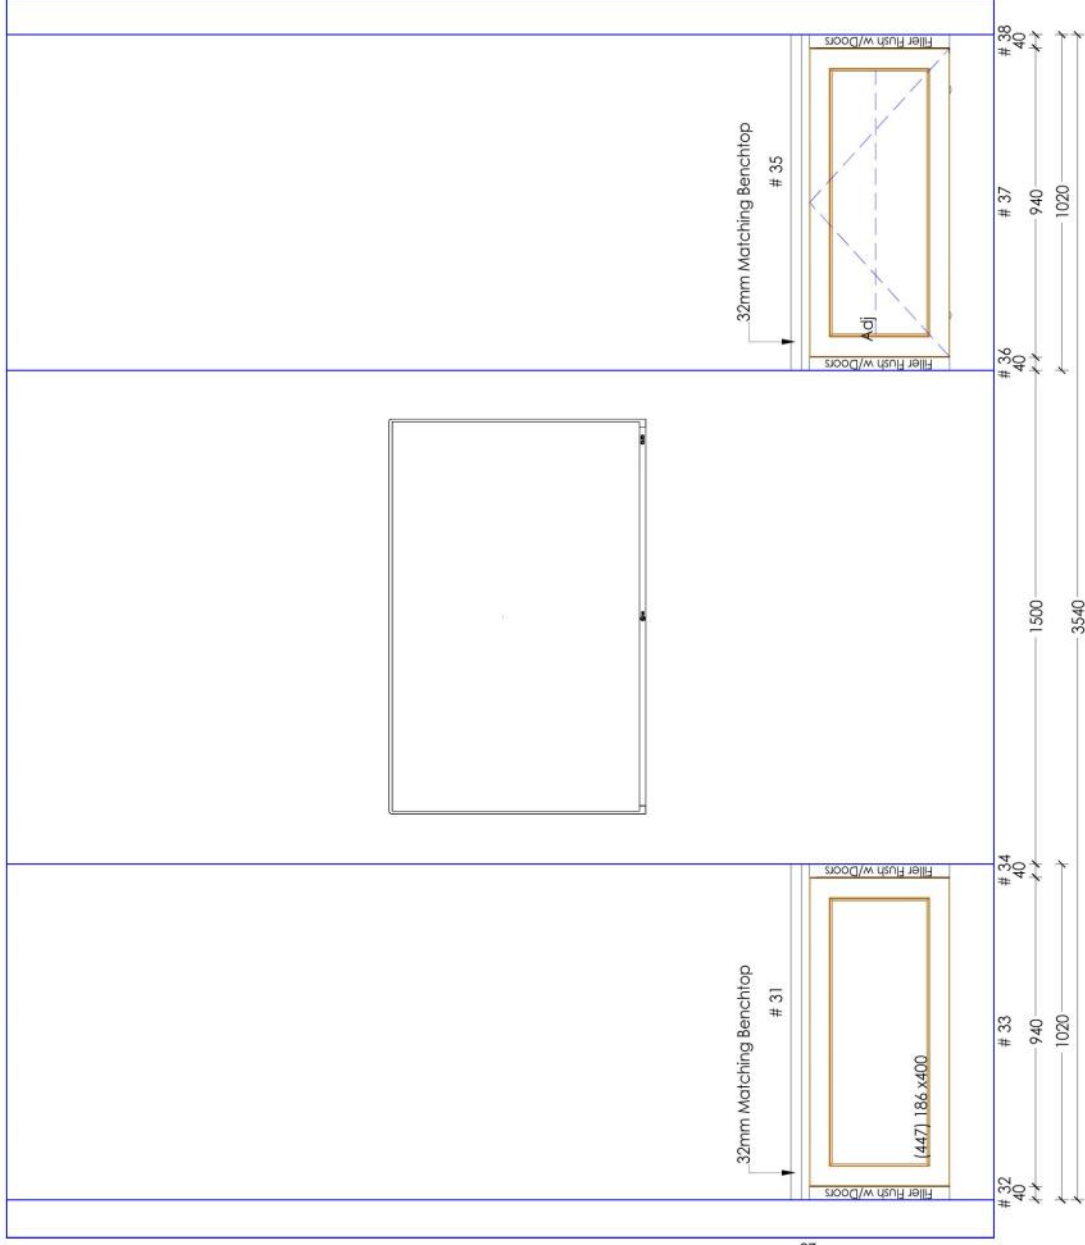 32mm Matching Benchtop
# 31
32mm Matching Benchtop
# 35
Filler Flush w/Doors
(447) 186 x400
Filler Flush w/Doors
Filler Flush w/Doors
Adj
Filler Flush w/Doors
# 32
# 33
# 34
# 36
# 37
# 38
40
940
40
1500
40
940
40
1020
1020
3540